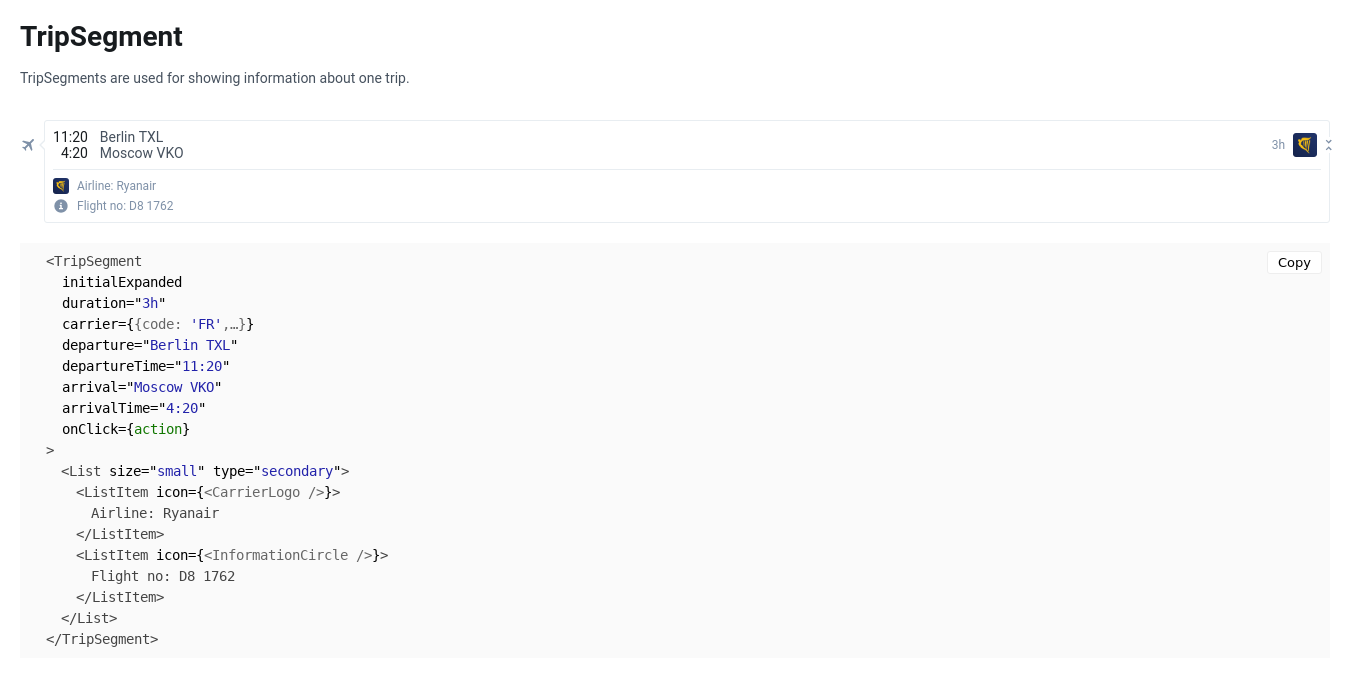 TripSegment
TripSegments are used for showing information about one trip.
11:20 Berlin TXL
4:20 Moscow VKO
3h
Airline: Ryanair
Flight no: D8 1762
Copy
<TripSegment
  initialExpanded
  duration="3h"
  carrier={{code: 'FR',…}}
  departure="Berlin TXL"
  departureTime="11:20"
  arrival="Moscow VKO"
  arrivalTime="4:20"
  onClick={action}
>
  <List size="small" type="secondary">
    <ListItem icon={<CarrierLogo />}>
      Airline: Ryanair
    </ListItem>
    <ListItem icon={<InformationCircle />}>
      Flight no: D8 1762
    </ListItem>
  </List>
</TripSegment>